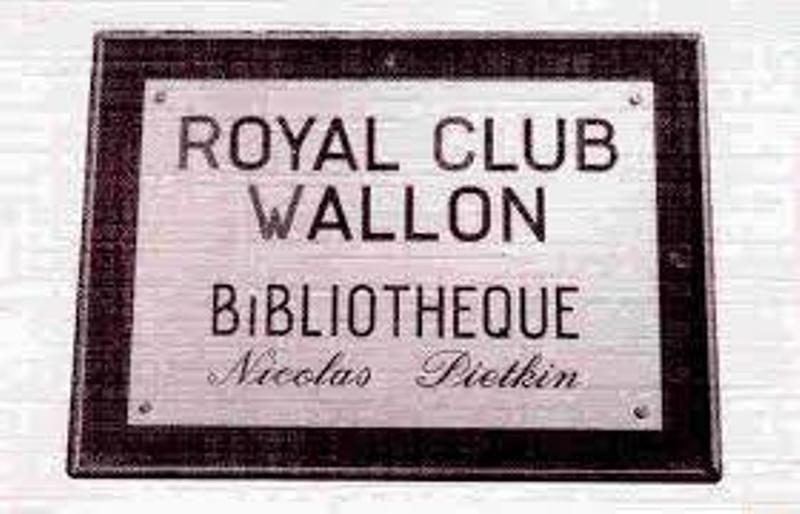 ROYAL CLUB
WALLON
BiBLIOTHEQUE
Nicolas Pietkin